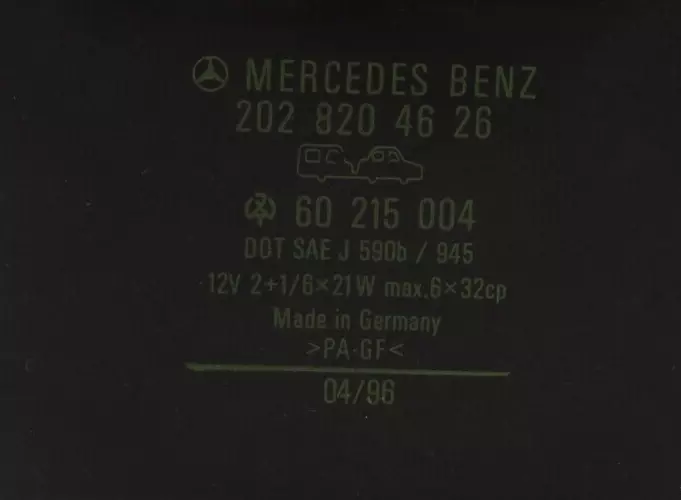 MERCEDES BENZ
202 820 46 26
60 215 004
DOT SAE J 590b / 945
12V 2+1/6×21W max.6×32cp
Made in Germany
>PA-GF<
04/96